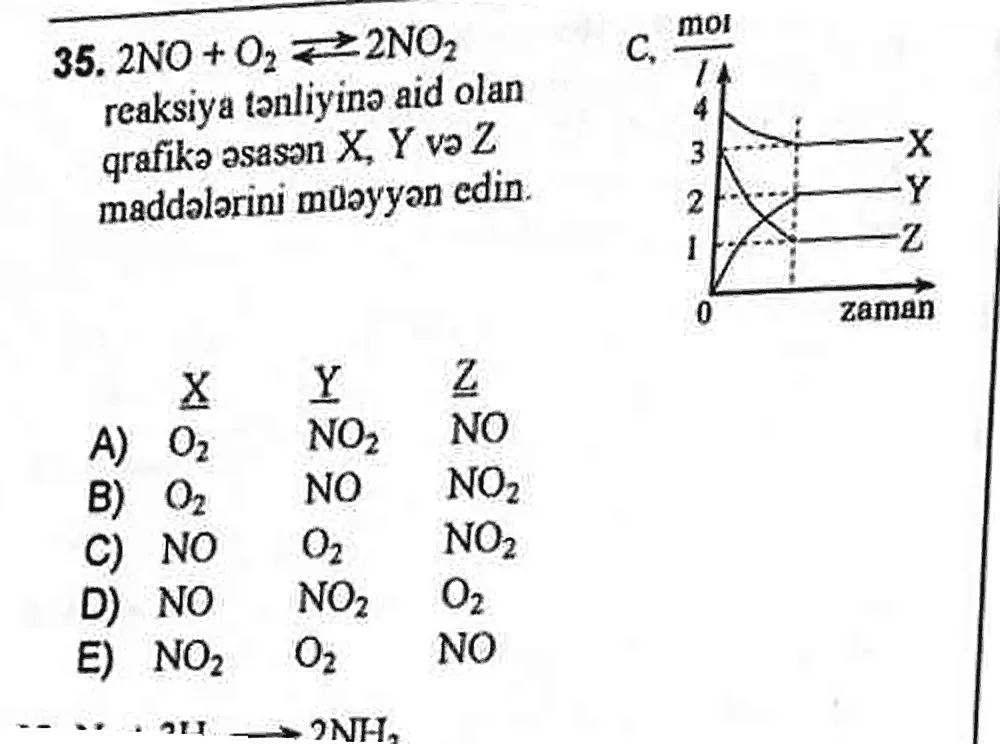 35. 2NO + O₂ ⇄ 2NO₂
reaksiya tənliyinə aid olan
qrafikə əsasən X, Y və Z
maddələrini müəyyən edin.
C, mol
l
4
3
2
1
0
X
Y
Z
zaman
X Y Z
A) O₂ NO₂ NO
B) O₂ NO NO₂
C) NO O₂ NO₂
D) NO NO₂ O₂
E) NO₂ O₂ NO
→ 2NH₃